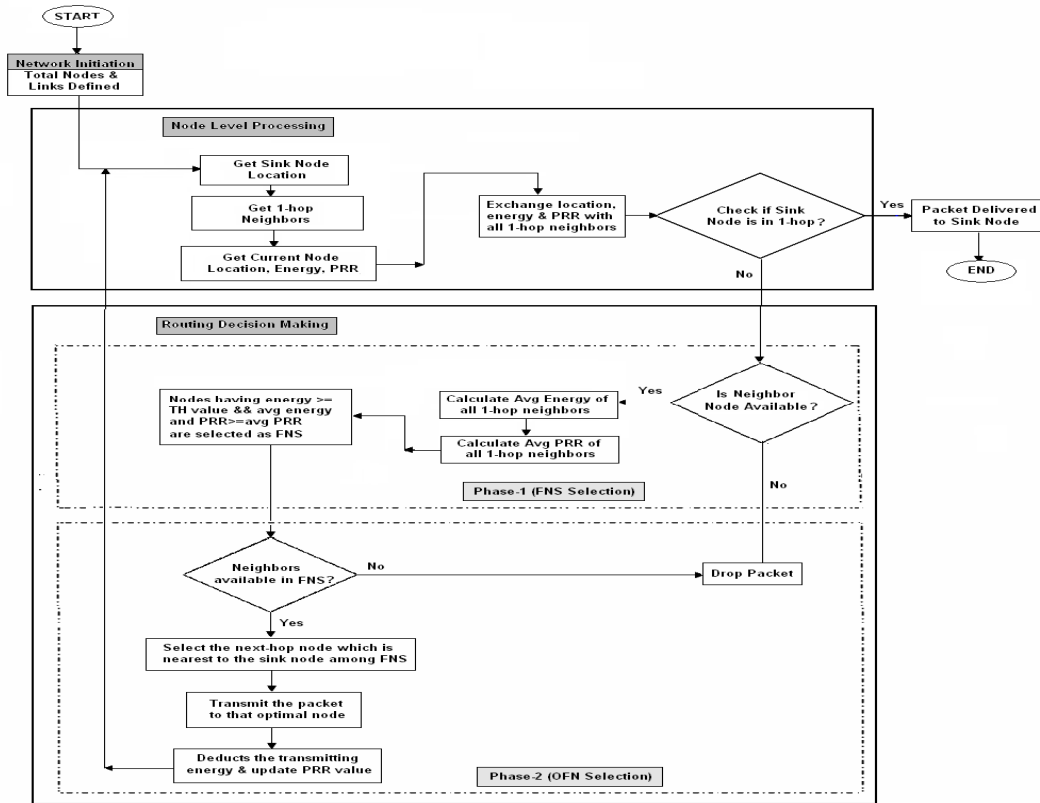 START
Network Initiation
Total Nodes &
Links Defined
Node Level Processing
Get Sink Node
Location
Get 1-hop
Neighbors
Get Current Node
Location, Energy, PRR
Exchange location,
energy & PRR with
all 1-hop neighbors
Check if Sink
Node is in 1-hop?
Yes
Packet Delivered
to Sink Node
END
No
Routing Decision Making
Is Neighbor
Node Available?
Yes
Calculate Avg Energy of
all 1-hop neighbors
Calculate Avg PRR of
all 1-hop neighbors
Nodes having energy >=
TH value && avg energy
and PRR>=avg PRR
are selected as FNS
No
Phase-1 (FNS Selection)
Neighbors
available in FNS?
No
Drop Packet
Yes
Select the next-hop node which is
nearest to the sink node among FNS
Transmit the packet
to that optimal node
Deducts the transmitting
energy & update PRR value
Phase-2 (OFN Selection)